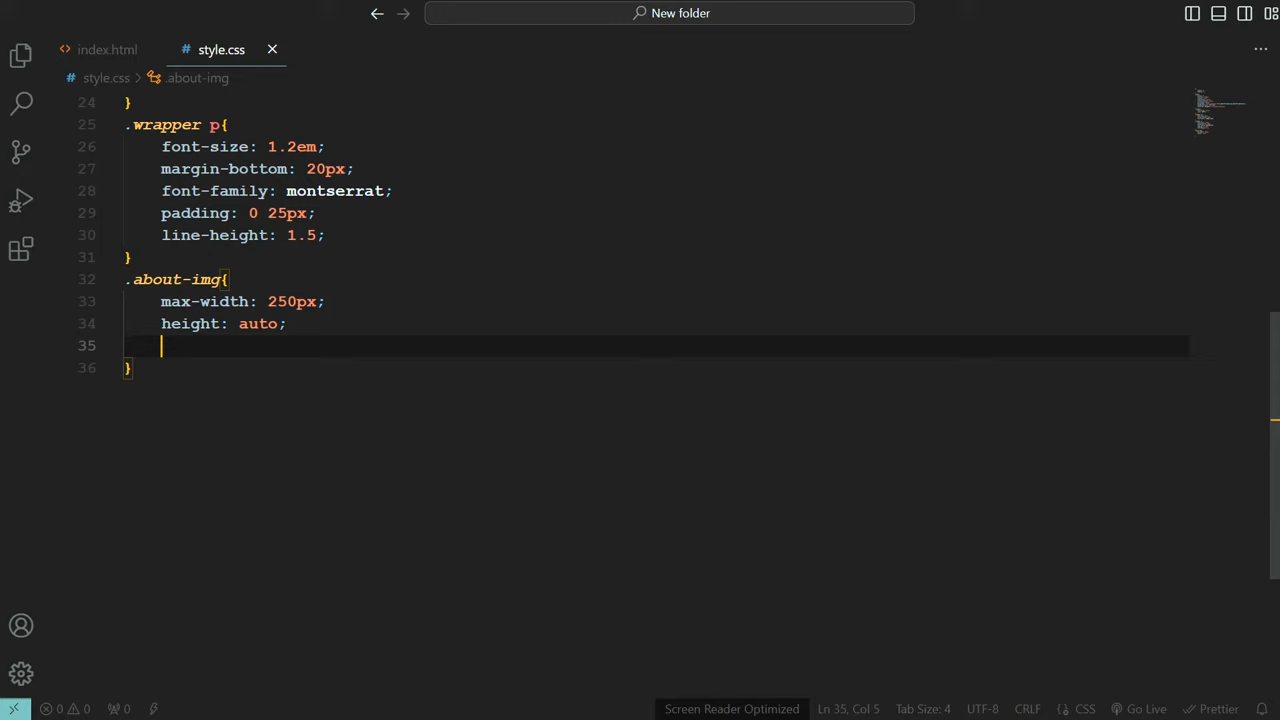 New folder
index.html
# style.css
# style.css > .about-img
24 }
25 .wrapper p{
26 font-size: 1.2em;
27 margin-bottom: 20px;
28 font-family: montserrat;
29 padding: 0 25px;
30 line-height: 1.5;
31 }
32 .about-img{
33 max-width: 250px;
34 height: auto;
35
36 }
0 0 0 Screen Reader Optimized Ln 35, Col 5 Tab Size: 4 UTF-8 CRLF CSS Go Live Prettier